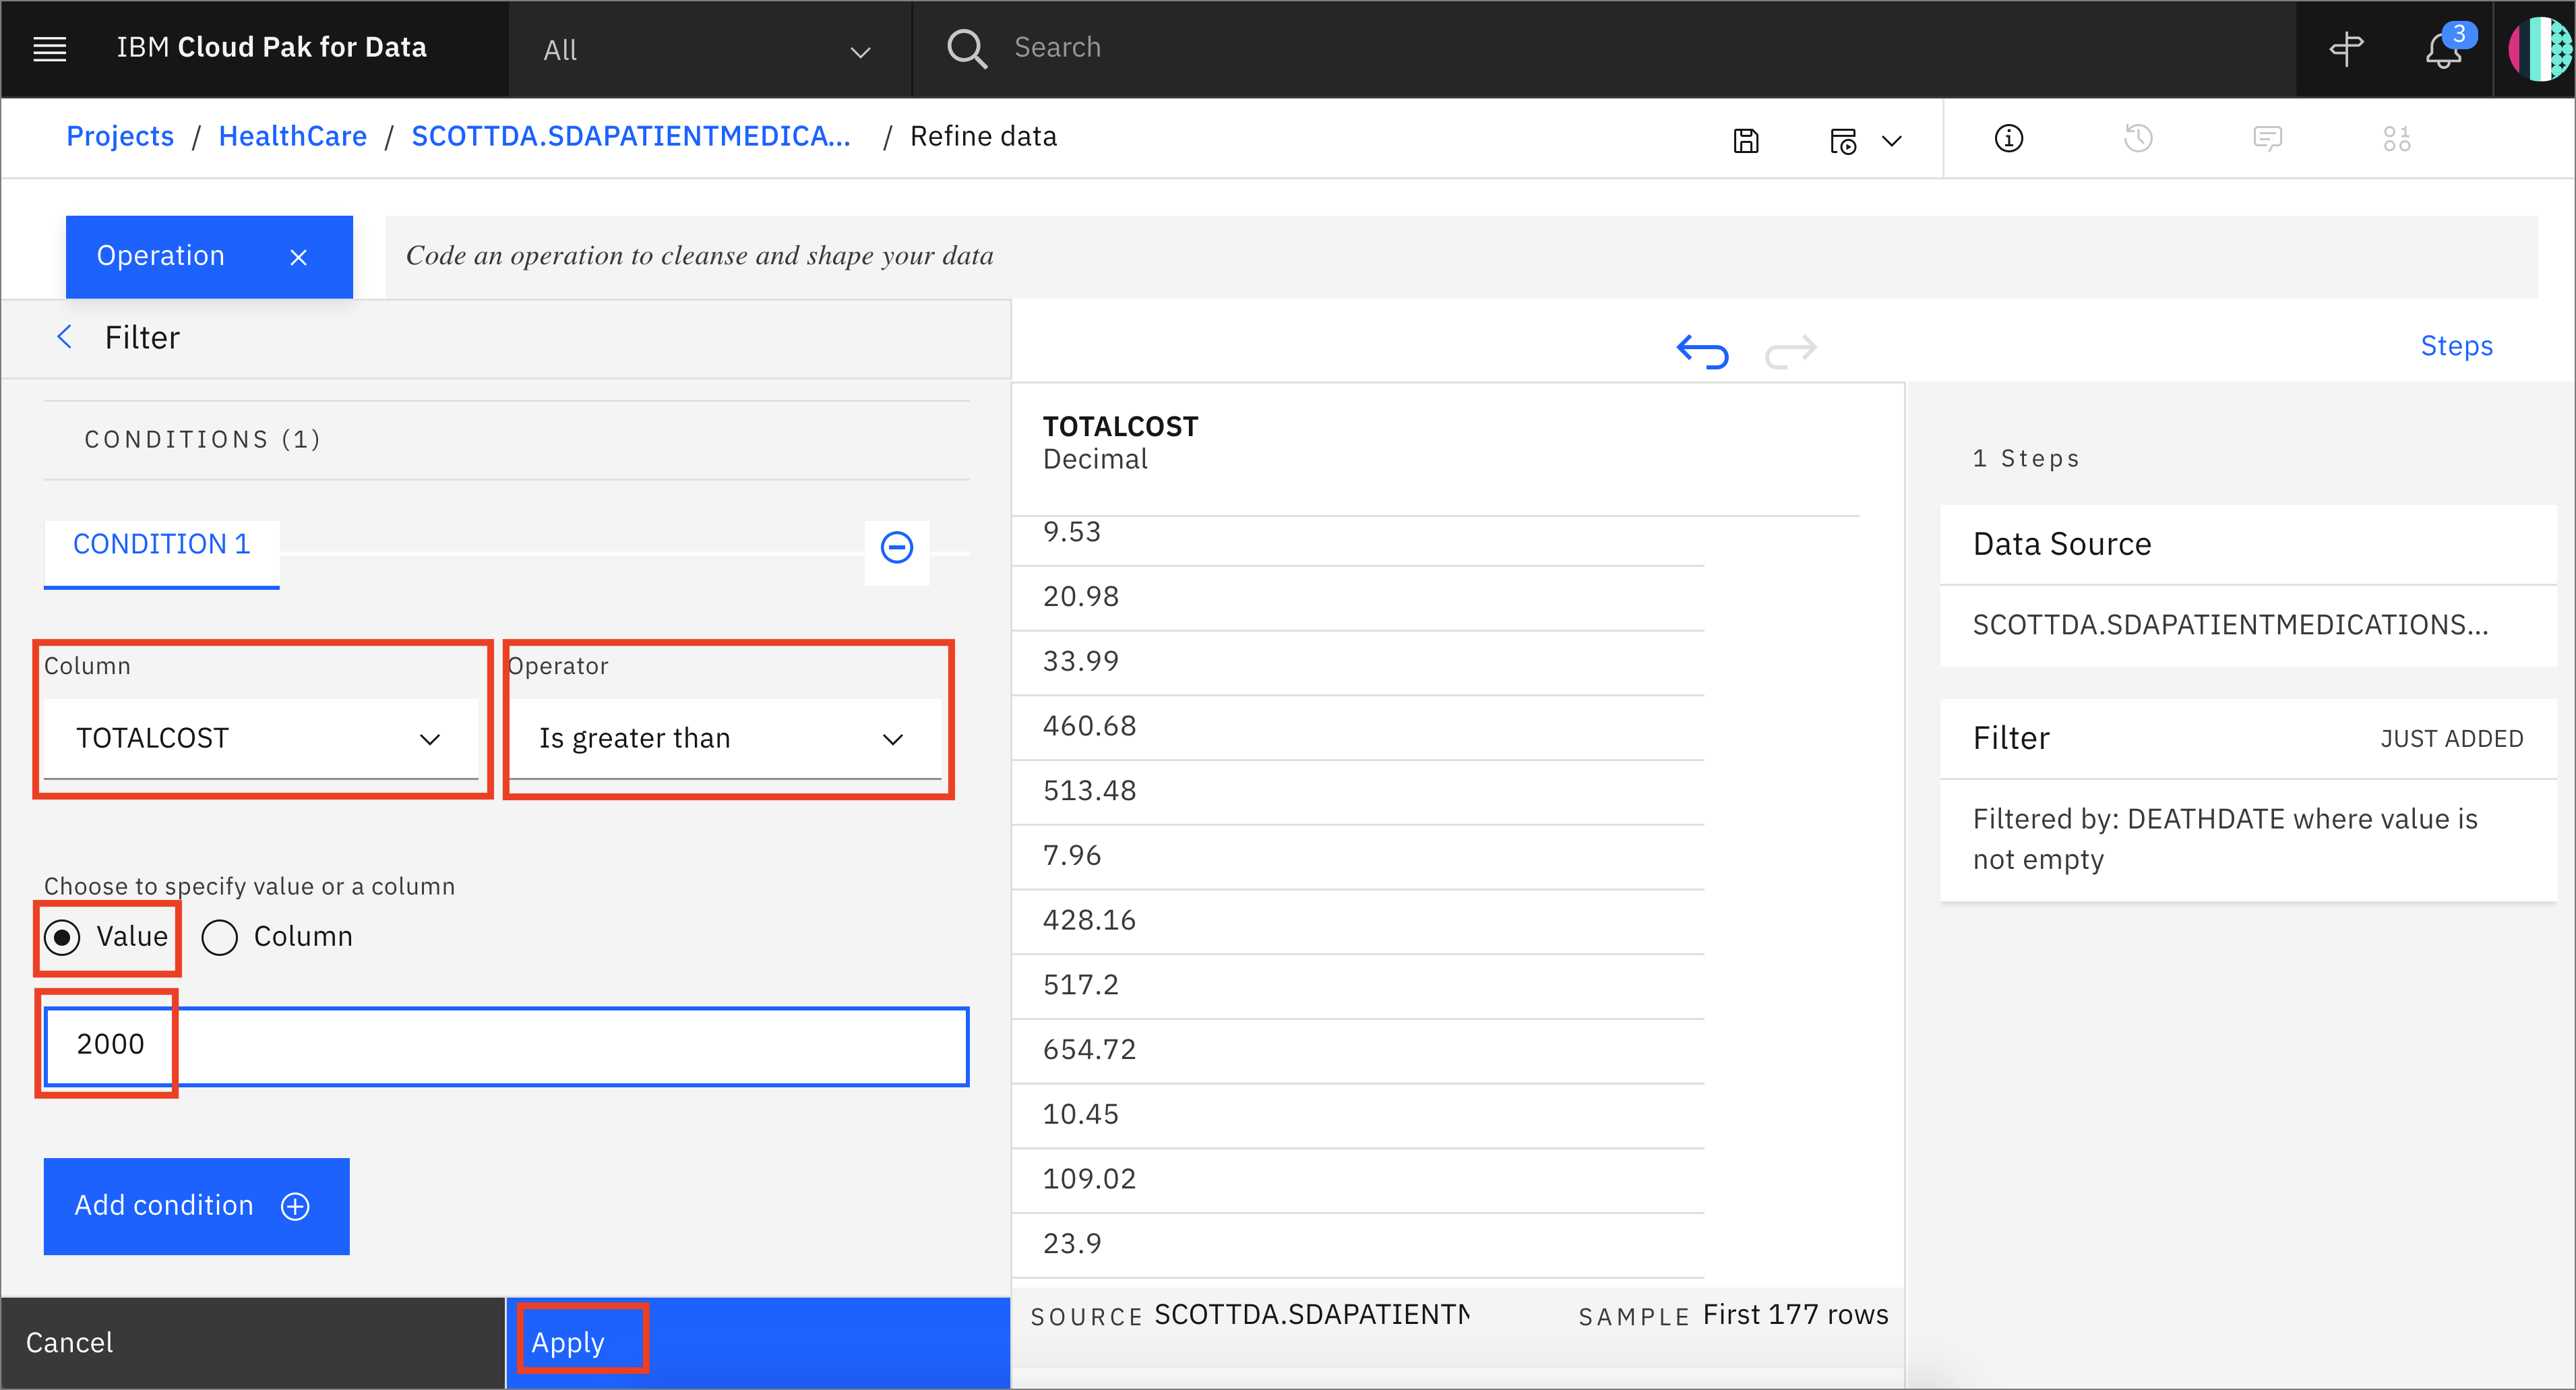 IBM Cloud Pak for Data
All
Search
3
Projects / HealthCare / SCOTTDA.SDAPATIENTMEDICA... / Refine data
Operation
Code an operation to cleanse and shape your data
Filter
Steps
CONDITIONS (1)
CONDITION 1
Column
Operator
TOTALCOST
Is greater than
Choose to specify value or a column
Value
Column
2000
Add condition
Cancel
Apply
TOTALCOST
Decimal
9.53
20.98
33.99
460.68
513.48
7.96
428.16
517.2
654.72
10.45
109.02
23.9
SOURCE SCOTTDA.SDAPATIENTM
SAMPLE First 177 rows
1 Steps
Data Source
SCOTTDA.SDAPATIENTMEDICATIONS...
Filter
JUST ADDED
Filtered by: DEATHDATE where value is
not empty